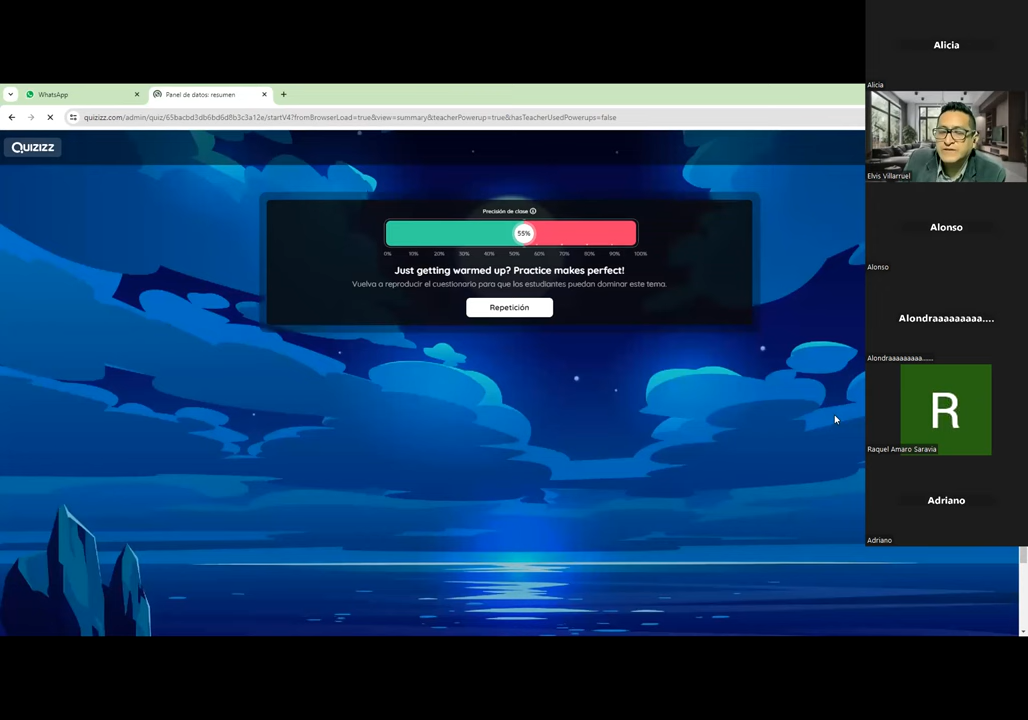 WhatsApp
Panel de datos: resumen
quizizz.com/admin/quiz/65bacbd3db6bd6d8b3c3a12e/startV4?fromBrowserLoad=true&view=summary&teacherPowerup=true&hasTeacherUsedPowerups=false
QUIZIZZ
Precisión de clase
55%
0% 10% 20% 30% 40% 50% 60% 70% 80% 90% 100%
Just getting warmed up? Practice makes perfect!
Vuelva a reproducir el cuestionario para que los estudiantes puedan dominar este tema.
Repetición
Alicia
Alicia
Elvis Villarruel
Alonso
Alonso
Alondraaaaaaaaa....
Alondraaaaaaaaa......
R
Raquel Amaro Saravia
Adriano
Adriano